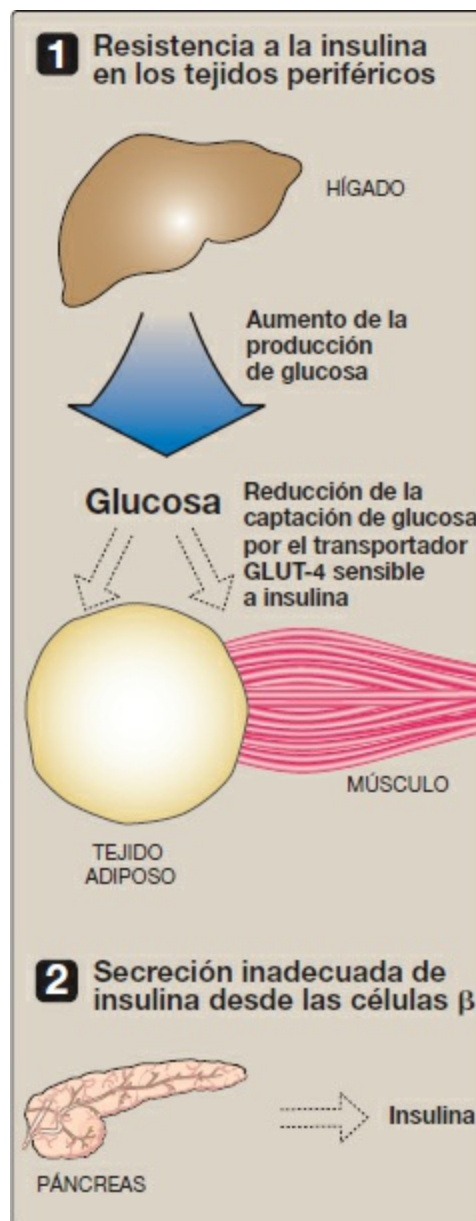 1 Resistencia a la insulina
en los tejidos periféricos
HÍGADO
Aumento de la
producción
de glucosa
Glucosa
Reducción de la
captación de glucosa
por el transportador
GLUT-4 sensible
a insulina
MÚSCULO
TEJIDO
ADIPOSO
2 Secreción inadecuada de
insulina desde las células β
Insulina
PÁNCREAS